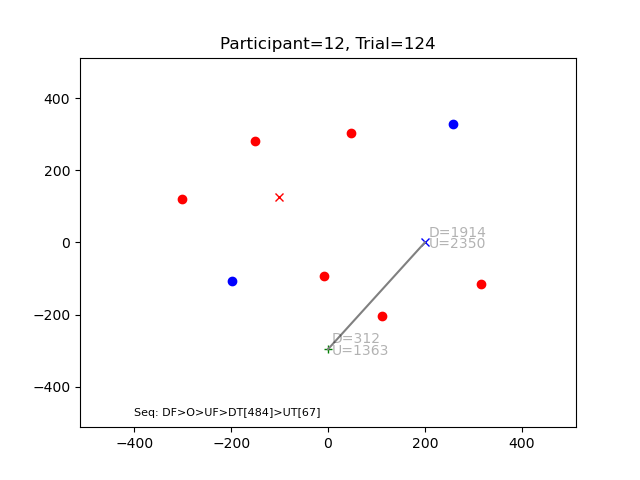 Participant=12, Trial=124
400
200
0
−200
−400
D=1914
U=2350
D=312
U=1363
Seq: DF>O>UF>DT[484]>UT[67]
−400
−200
0
200
400